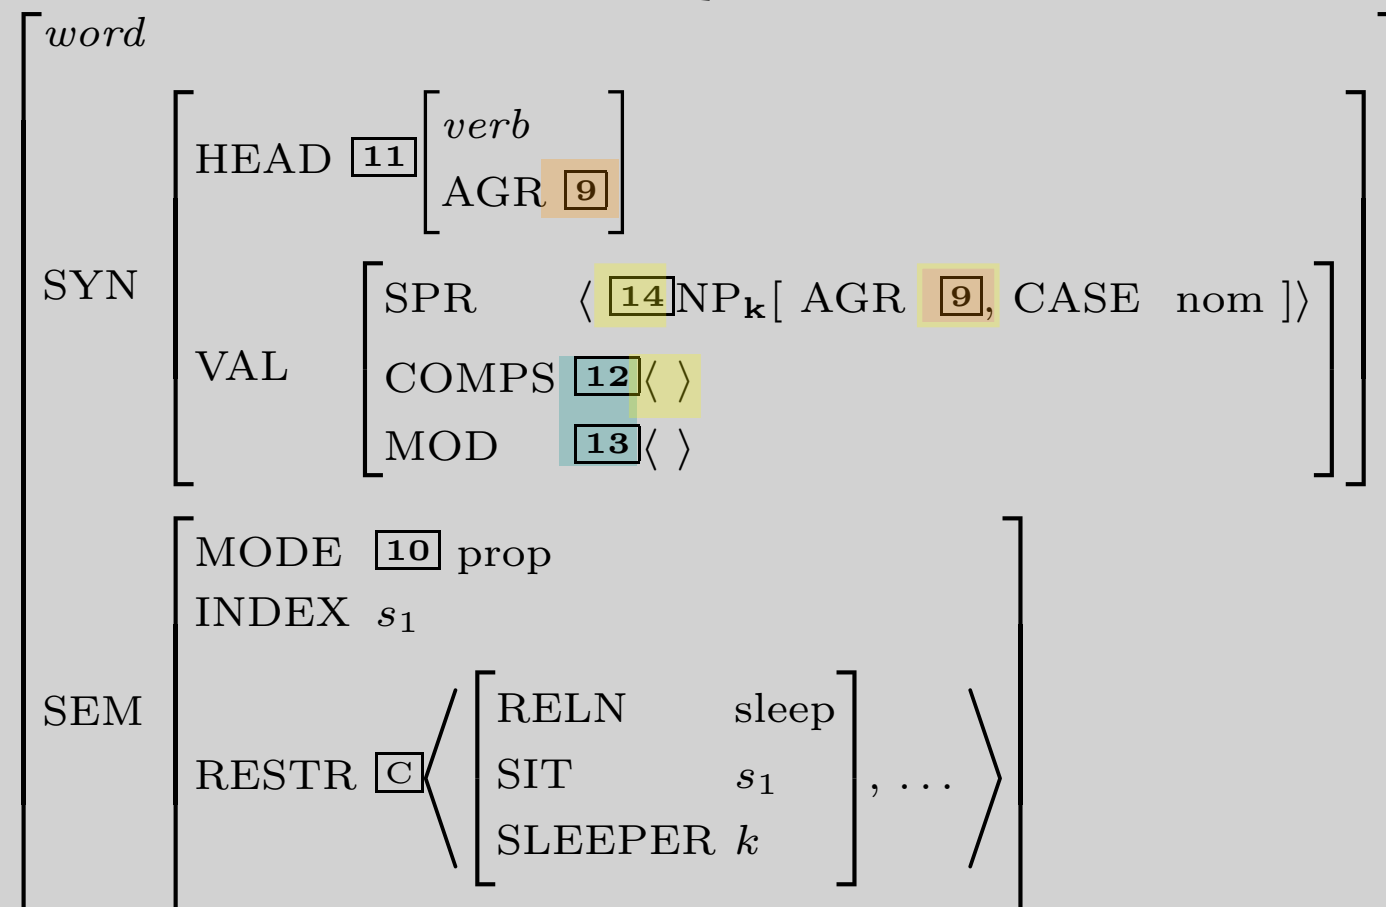 word
HEAD 11
verb
AGR 9
SYN
VAL
SPR ⟨ 14 NPk[ AGR 9, CASE nom ]⟩
COMPS 12 ⟨ ⟩
MOD 13 ⟨ ⟩
SEM
MODE 10 prop
INDEX s1
RESTR C
RELN sleep
SIT s1
SLEEPER k
, ...